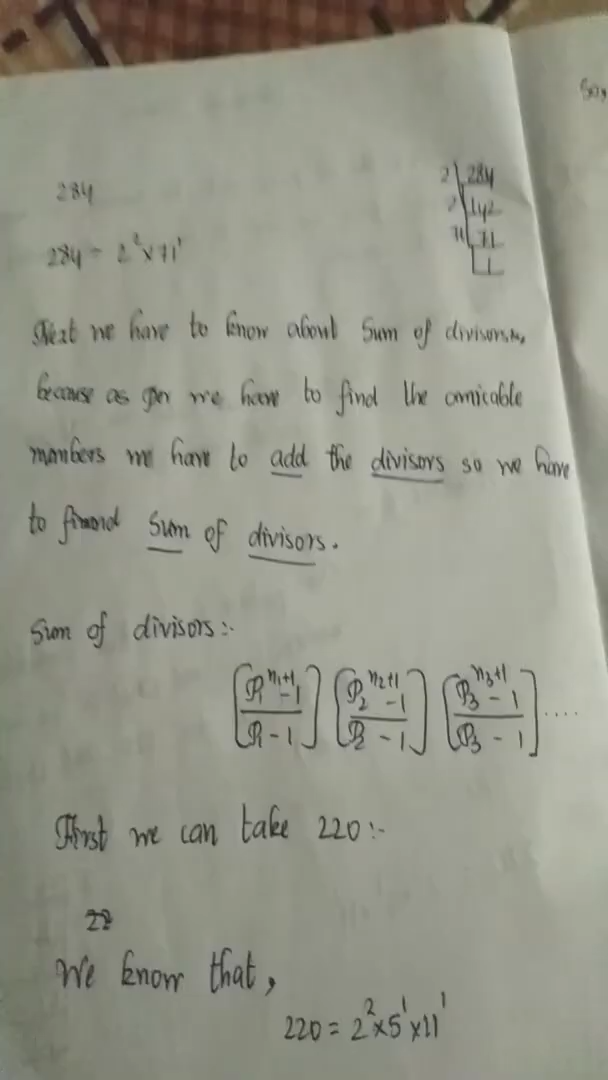 284
2 | 284
284 = 2² × 71¹
2 | 142
71 | 71
1
Next we have to know about Sum of divisors,
because as per we have to find the amicable
numbers we have to add the divisors so we have
to find Sum of divisors.
Sum of divisors:-
[P₁^(n₁+1) - 1 / P₁ - 1] [P₂^(n₂+1) - 1 / P₂ - 1] [P₃^(n₃+1) - 1 / P₃ - 1] ....
First we can take 220:-
22
We know that,
220 = 2² × 5¹ × 11¹